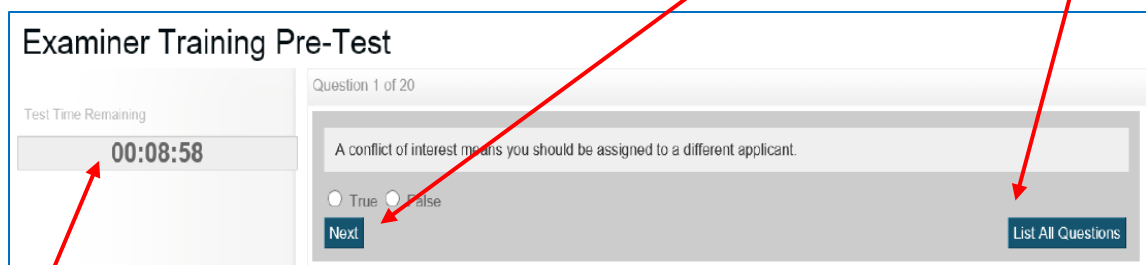 Examiner Training Pre-Test
Question 1 of 20
Test Time Remaining
00:08:58
A conflict of interest means you should be assigned to a different applicant.
True False
Next
List All Questions